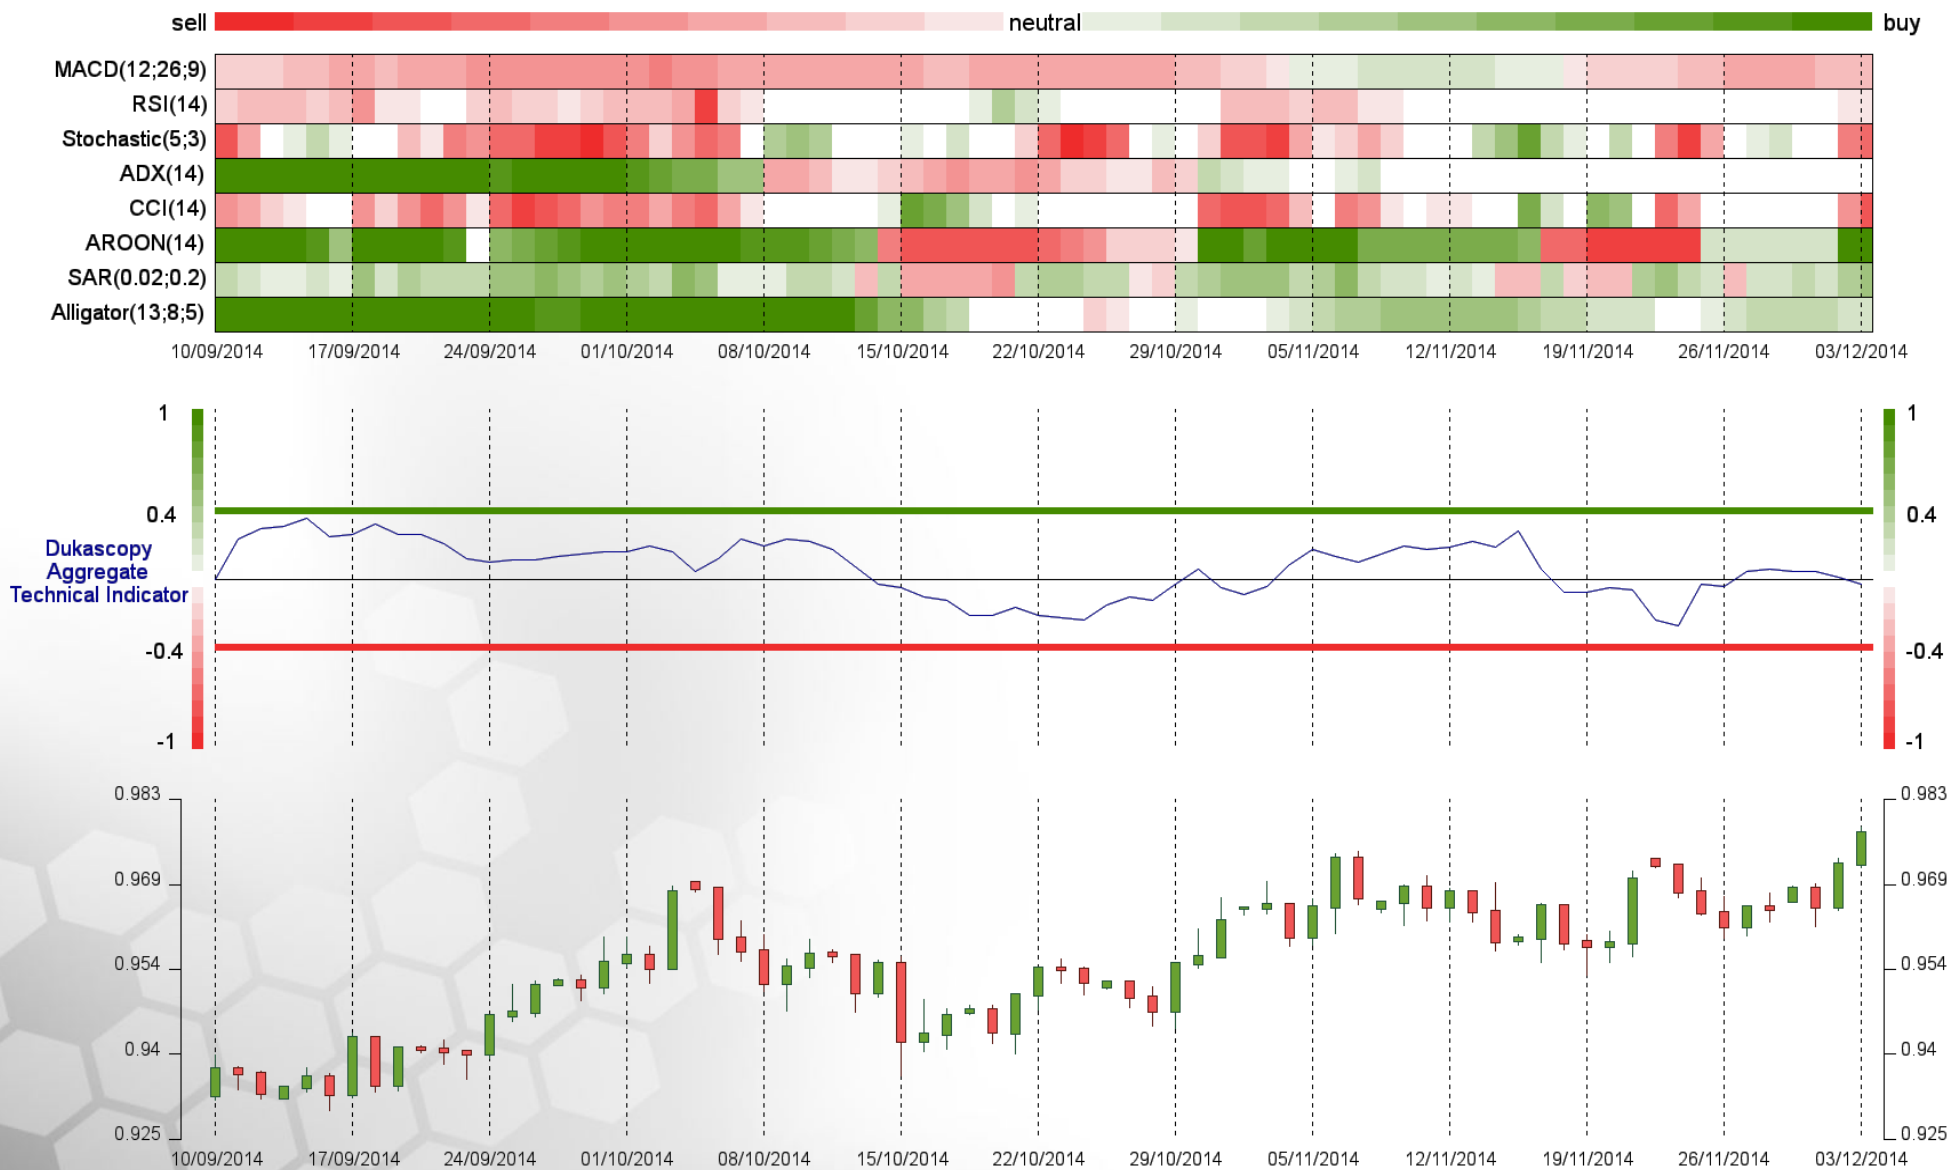 sell neutral buy
MACD(12;26;9)
RSI(14)
Stochastic(5;3)
ADX(14)
CCI(14)
AROON(14)
SAR(0.02;0.2)
Alligator(13;8;5)
10/09/2014 17/09/2014 24/09/2014 01/10/2014 08/10/2014 15/10/2014 22/10/2014 29/10/2014 05/11/2014 12/11/2014 19/11/2014 26/11/2014 03/12/2014
1 1
0.4 0.4
Dukascopy
Aggregate
Technical Indicator
-0.4 -0.4
-1 -1
0.983 0.983
0.969 0.969
0.954 0.954
0.94 0.94
0.925 0.925
10/09/2014 17/09/2014 24/09/2014 01/10/2014 08/10/2014 15/10/2014 22/10/2014 29/10/2014 05/11/2014 12/11/2014 19/11/2014 26/11/2014 03/12/2014